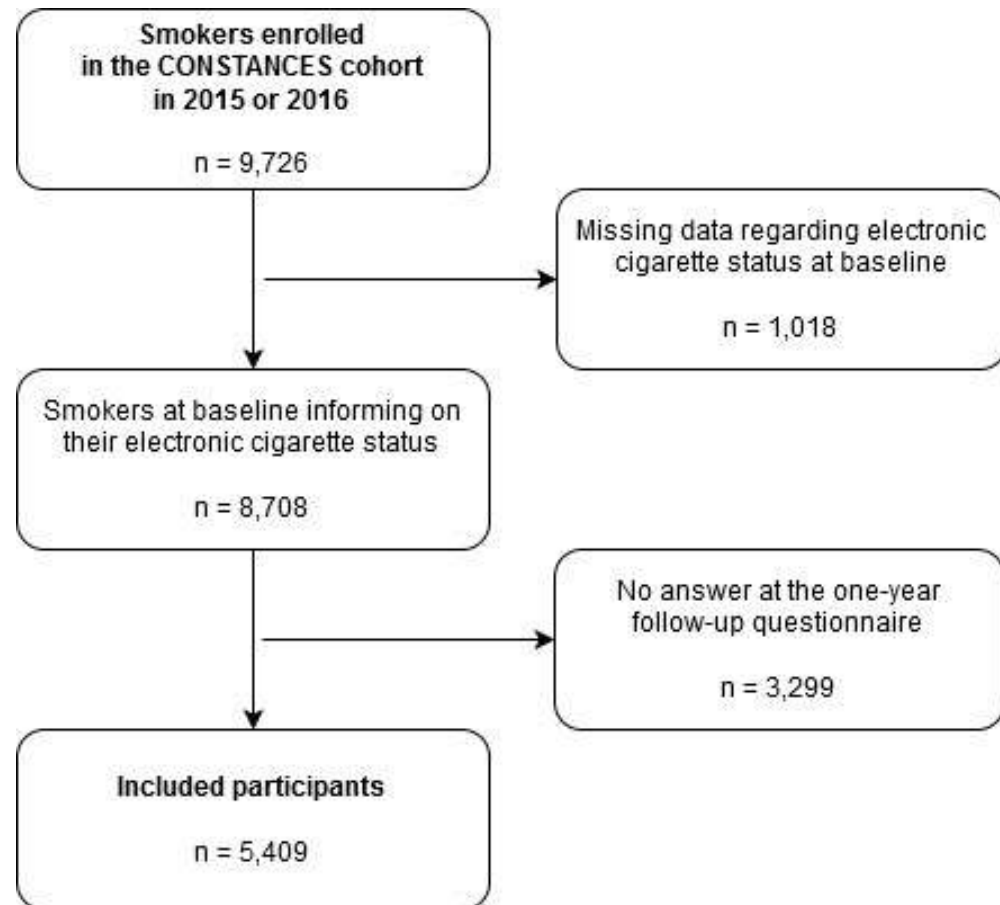 Smokers enrolled
in the CONSTANCES cohort
in 2015 or 2016
n = 9,726
Missing data regarding electronic
cigarette status at baseline
n = 1,018
Smokers at baseline informing on
their electronic cigarette status
n = 8,708
No answer at the one-year
follow-up questionnaire
n = 3,299
Included participants
n = 5,409